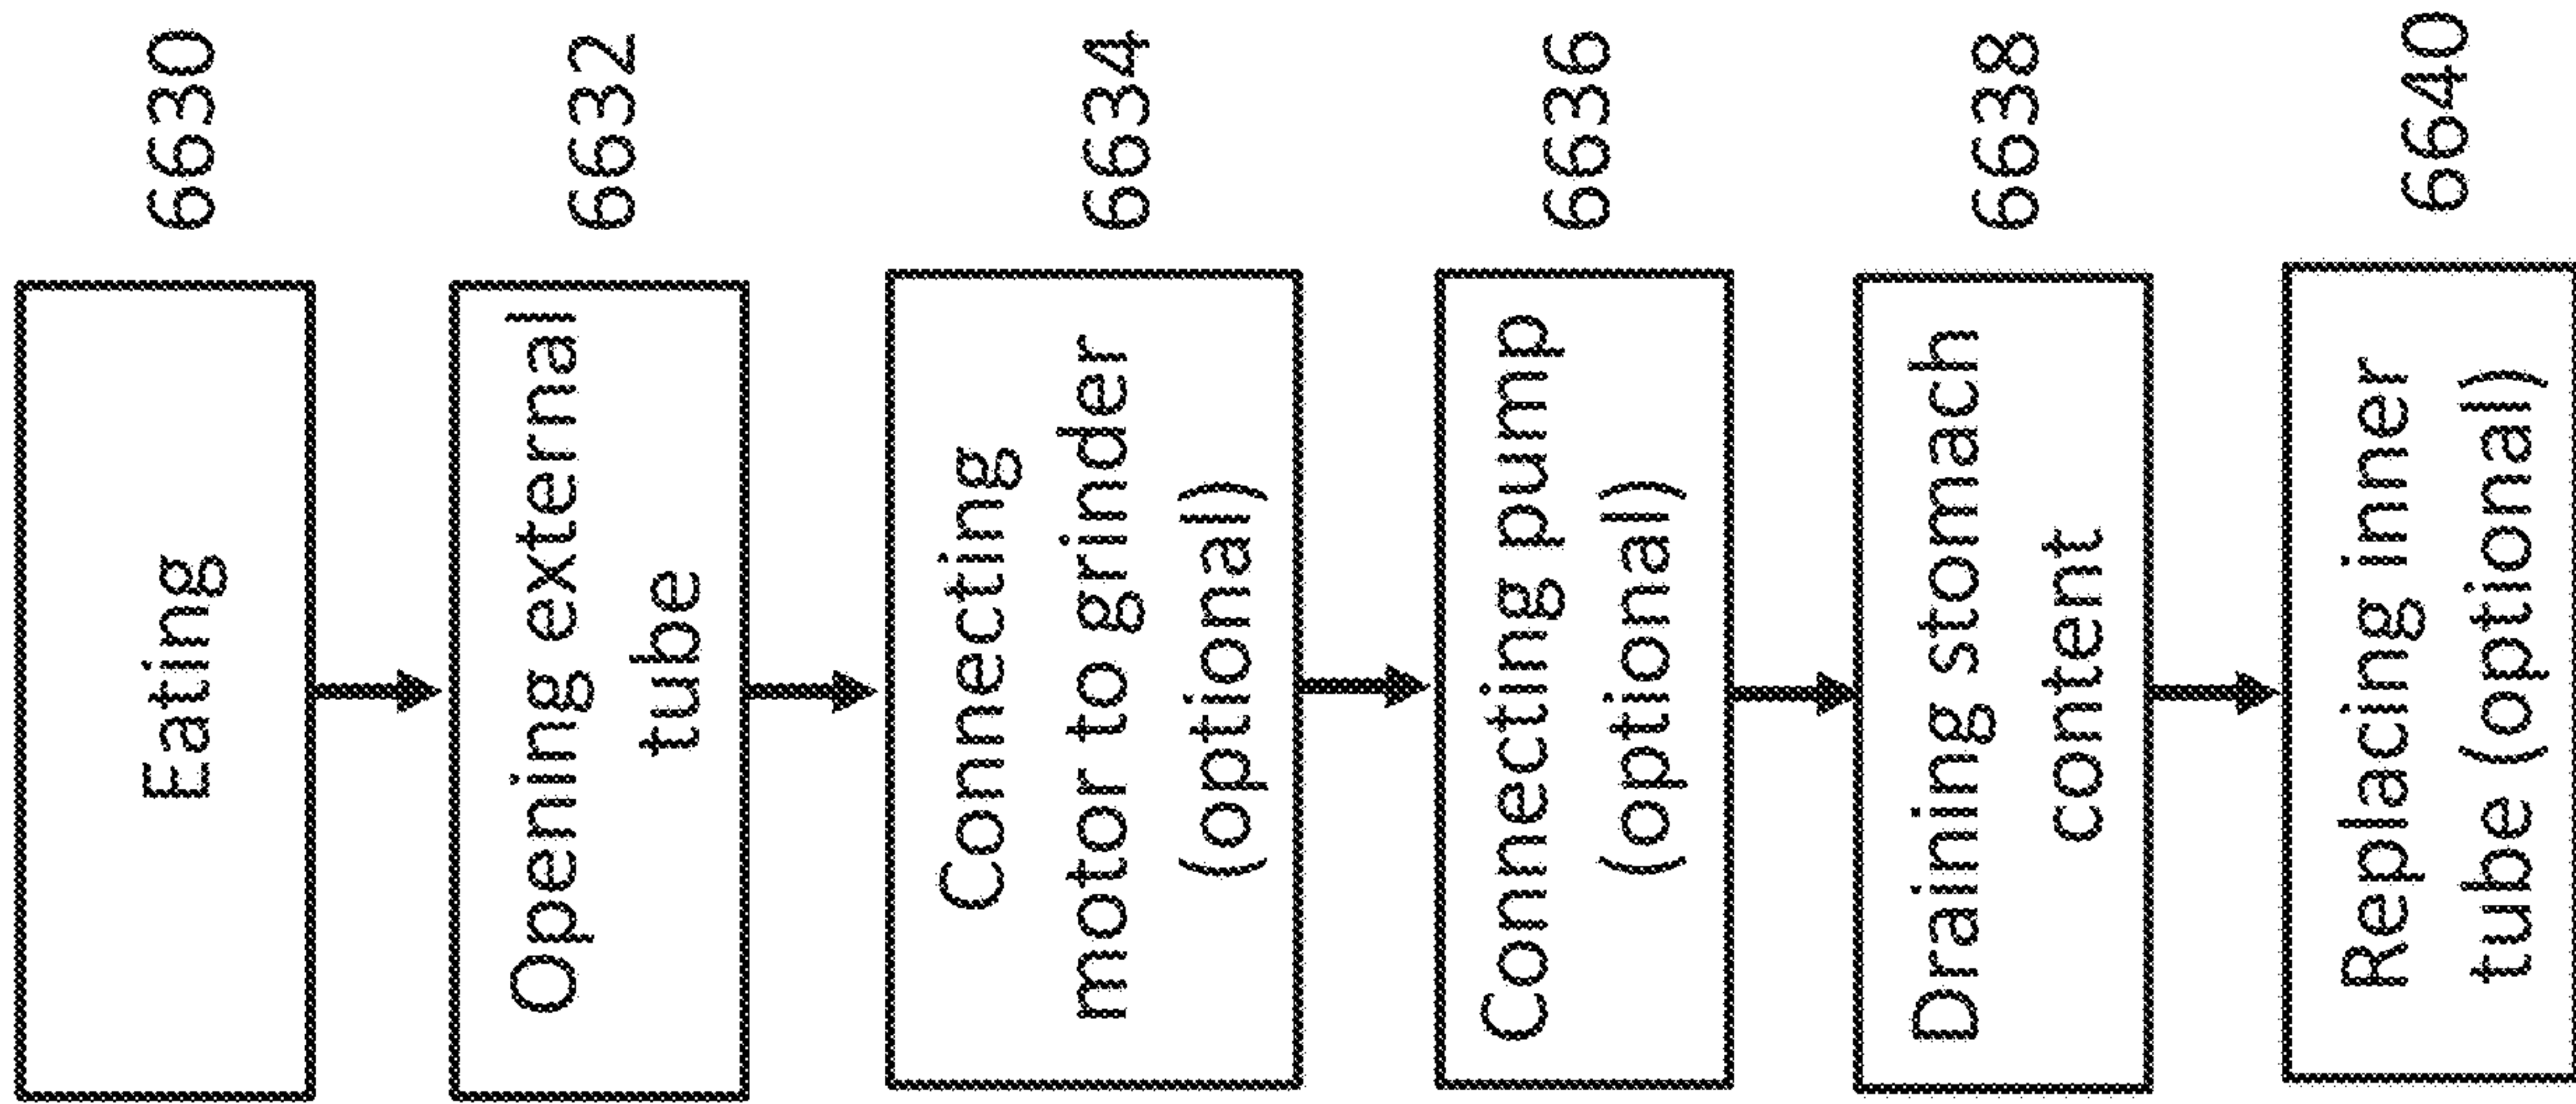 Eating
6630
Opening external
tube
6632
Connecting
motor to grinder
(optional)
6634
Connecting pump
(optional)
6636
Draining stomach
content
6638
Replacing inner
tube (optional)
6640